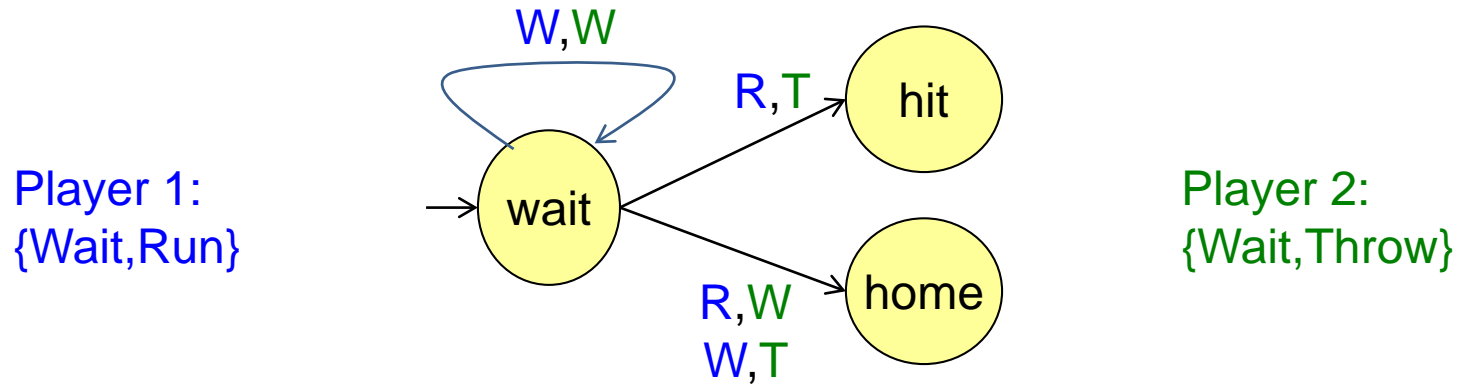 W,W
R,T
hit
Player 1:
{Wait,Run}
wait
Player 2:
{Wait,Throw}
R,W
W,T
home